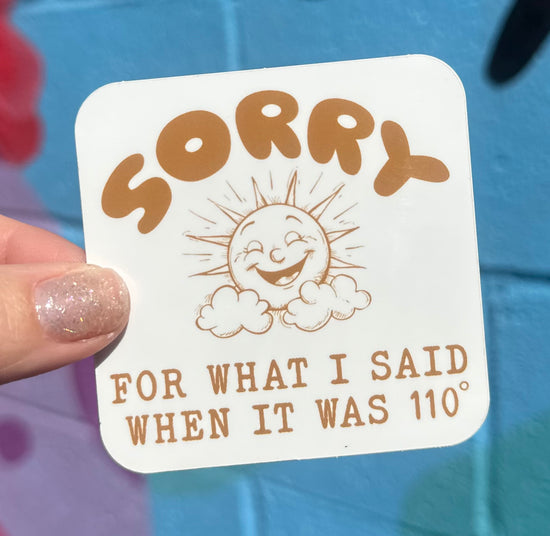 SORRY
FOR WHAT I SAID
WHEN IT WAS 110°